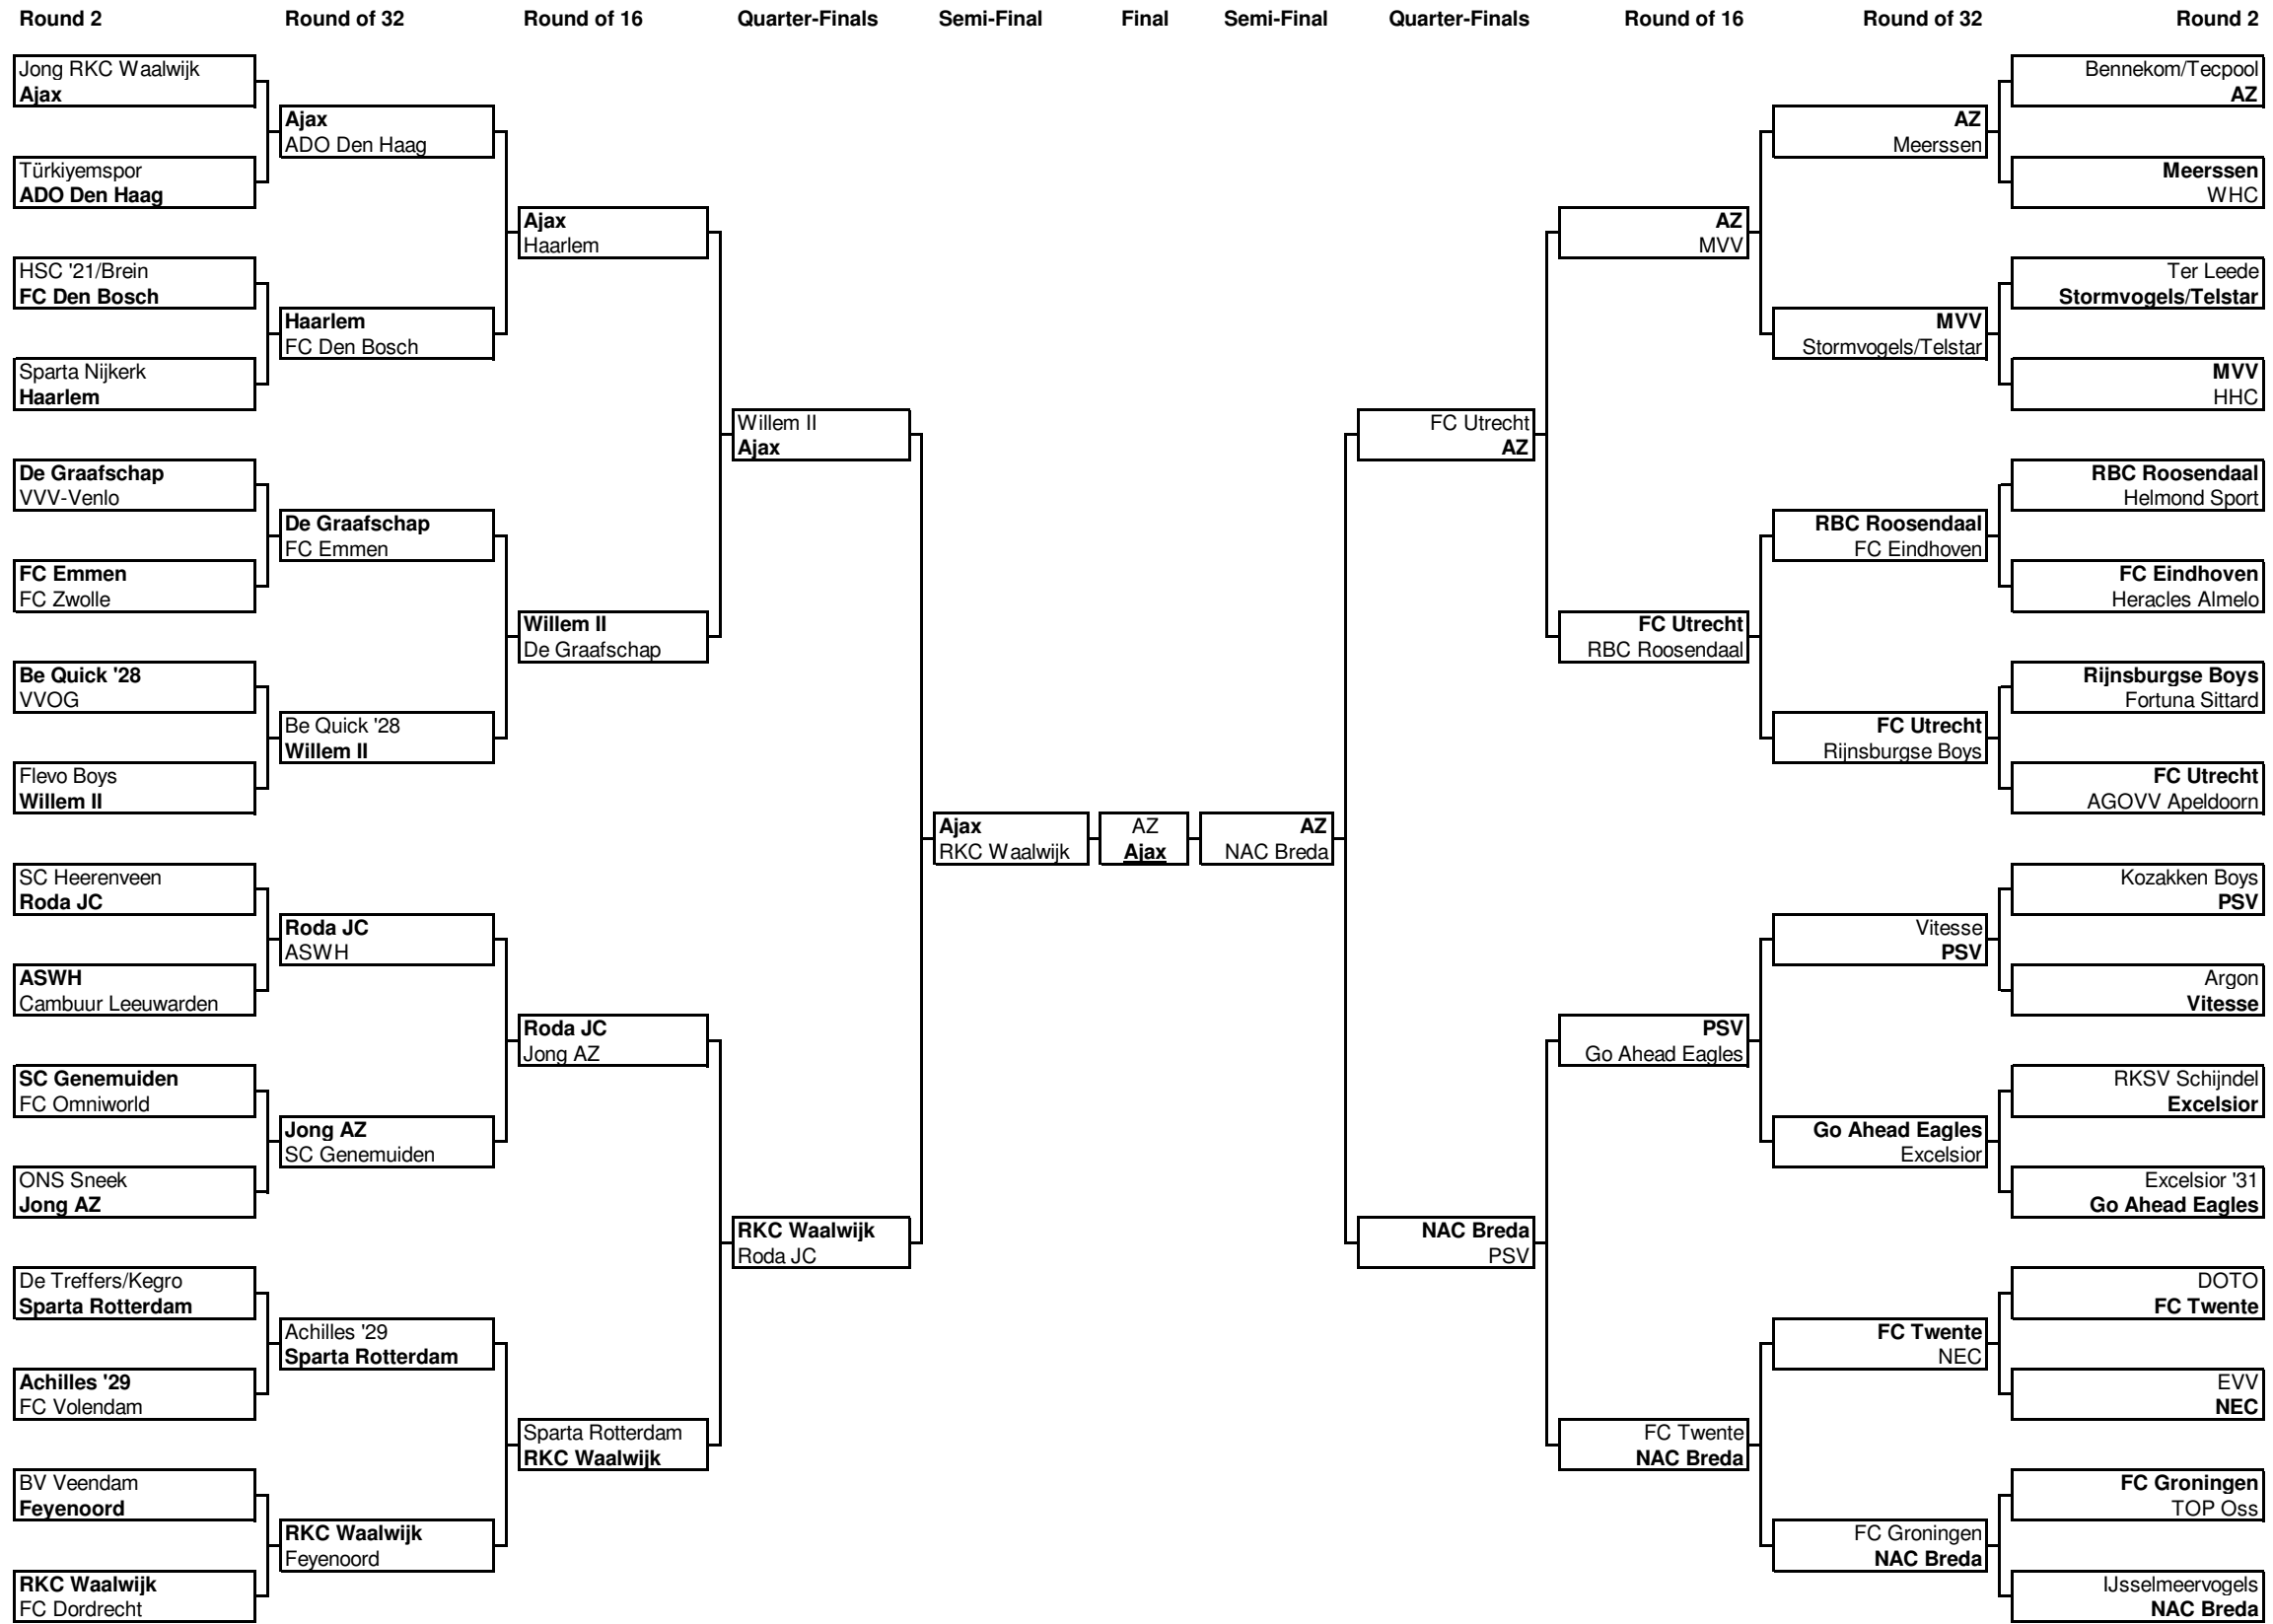 Round 2
Round of 32
Round of 16
Quarter-Finals
Semi-Final
Final
Semi-Final
Quarter-Finals
Round of 16
Round of 32
Round 2
Jong RKC Waalwijk
Ajax
Türkiyemspor
ADO Den Haag
HSC '21/Brein
FC Den Bosch
Sparta Nijkerk
Haarlem
De Graafschap
VVV-Venlo
FC Emmen
FC Zwolle
Be Quick '28
VVOG
Flevo Boys
Willem II
SC Heerenveen
Roda JC
ASWH
Cambuur Leeuwarden
SC Genemuiden
FC Omniworld
ONS Sneek
Jong AZ
De Treffers/Kegro
Sparta Rotterdam
Achilles '29
FC Volendam
BV Veendam
Feyenoord
RKC Waalwijk
FC Dordrecht
Ajax
ADO Den Haag
Haarlem
FC Den Bosch
De Graafschap
FC Emmen
Be Quick '28
Willem II
Roda JC
ASWH
Jong AZ
SC Genemuiden
Achilles '29
Sparta Rotterdam
RKC Waalwijk
Feyenoord
Ajax
Haarlem
Willem II
De Graafschap
Roda JC
Jong AZ
Sparta Rotterdam
RKC Waalwijk
Willem II
Ajax
RKC Waalwijk
Roda JC
Ajax
RKC Waalwijk
AZ
Ajax
AZ
NAC Breda
FC Utrecht
AZ
NAC Breda
PSV
AZ
MVV
FC Utrecht
RBC Roosendaal
PSV
Go Ahead Eagles
FC Twente
NAC Breda
AZ
Meerssen
MVV
Stormvogels/Telstar
RBC Roosendaal
FC Eindhoven
FC Utrecht
Rijnsburgse Boys
Vitesse
PSV
Go Ahead Eagles
Excelsior
FC Twente
NEC
FC Groningen
NAC Breda
Bennekom/Tecpool
AZ
Meerssen
WHC
Ter Leede
Stormvogels/Telstar
MVV
HHC
RBC Roosendaal
Helmond Sport
FC Eindhoven
Heracles Almelo
Rijnsburgse Boys
Fortuna Sittard
FC Utrecht
AGOVV Apeldoorn
Kozakken Boys
PSV
Argon
Vitesse
RKSV Schijndel
Excelsior
Excelsior '31
Go Ahead Eagles
DOTO
FC Twente
EVV
NEC
FC Groningen
TOP Oss
IJsselmeervogels
NAC Breda